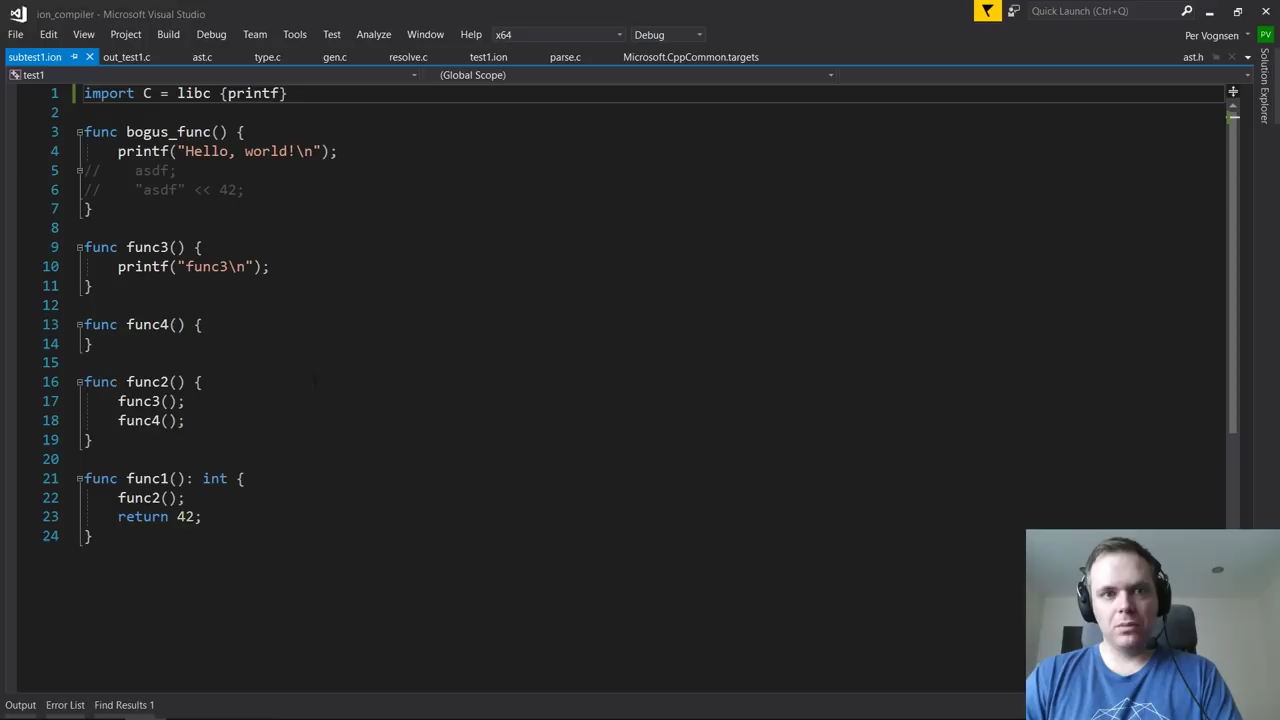 ion_compiler - Microsoft Visual Studio
Quick Launch (Ctrl+Q)
File Edit View Project Build Debug Team Tools Test Analyze Window Help x64 Debug
Per Vognsen PV
subtest1.ion out_test1.c ast.c type.c gen.c resolve.c test1.ion parse.c Microsoft.CppCommon.targets ast.h
test1 (Global Scope)
Solution Explorer
1 import C = libc {printf}
2
3 func bogus_func() {
4 printf("Hello, world!\n");
5 // asdf;
6 // "asdf" << 42;
7 }
8
9 func func3() {
10 printf("func3\n");
11 }
12
13 func func4() {
14 }
15
16 func func2() {
17 func3();
18 func4();
19 }
20
21 func func1(): int {
22 func2();
23 return 42;
24 }
Output Error List Find Results 1